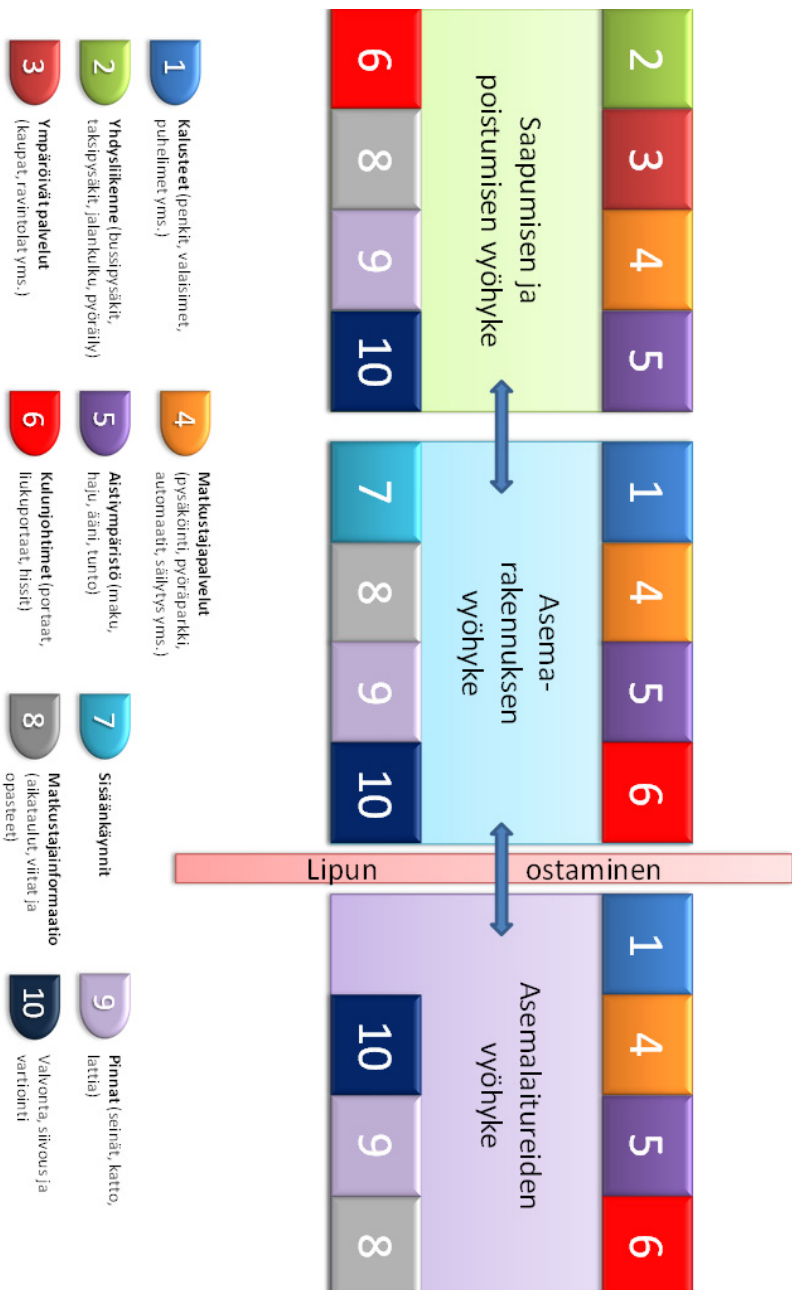 2
3
4
5
Saapumisen ja
poistumisen vyöhyke
6
8
9
10
1
4
5
6
Asema-
rakennuksen
vyöhyke
7
8
9
10
Lipun ostaminen
1
4
5
6
Asemalaitureiden
vyöhyke
10
9
8
1
Kalusteet (penkit, valaisimet,
puhelimet yms.)
2
Yhdysliikenne (bussipysäkit,
taksipysäkit, jalankulku, pyöräily)
3
Ympäröivät palvelut
(kaupat, ravintolat yms.)
4
Matkustajapalvelut
(pysäköinti, pyöräparkki,
automaatit, säilytys yms.)
5
Aistiympäristö (maku,
haju, ääni, tunto)
6
Kulunjohtimet (portaat,
liukuportaat, hissit)
7
Sisäänkäynnit
8
Matkustajainformaatio
(aikataulut, viitat ja
opasteet)
9
Pinnat (seinät, katto,
lattia)
10
Valvonta, siivous ja
vartiointi